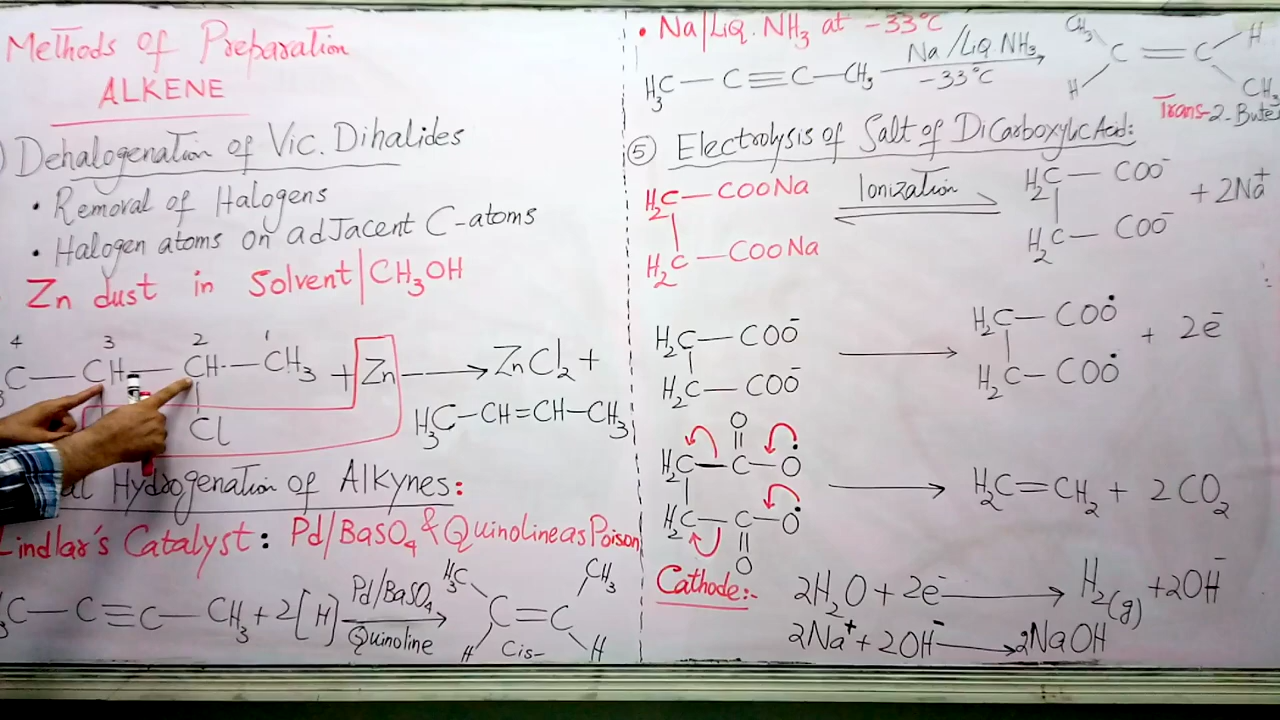 Methods of Preparation
ALKENE
) Dehalogenation of Vic. Dihalides
• Removal of Halogens
• Halogen atoms on adJacent C-atoms
Zn dust in Solvent | CH₃OH
4 3 2 1
C — CH — CH — CH₃ + Zn ⟶ ZnCl₂ +
Cl
H₃C–CH=CH–CH₃
Hydrogenation of Alkynes:
Lindlar's Catalyst: Pd/BaSO₄ & Quinoline as Poison
₃C — C ≡ C — CH₃ + 2[H] ⟶ C = C
Pd/BaSO₄
Quinoline
H₃C CH₃
H Cis- H
• Na/Liq. NH₃ at -33°C
H₃C — C ≡ C — CH₃ ⟶ C = C
Na/Liq. NH₃
-33°C
CH₃ H
H CH₃
Trans-2-Bute
⑤ Electrolysis of Salt of DiCarboxylic Acid:
H₂C — COONa Ionization H₂C — COO⁻ + 2Na⁺
H₂C — COONa H₂C — COO⁻
H₂C — COO⁻ ⟶ H₂C — COO• + 2e⁻
H₂C — COO⁻ H₂C — COO•
O
H₂C — C — O•
⟶ H₂C=CH₂ + 2CO₂
H₂C — C — O•
O
Cathode:- 2H₂O + 2e⁻ ⟶ H₂(g) + 2OH⁻
2Na⁺ + 2OH⁻ ⟶ 2NaOH